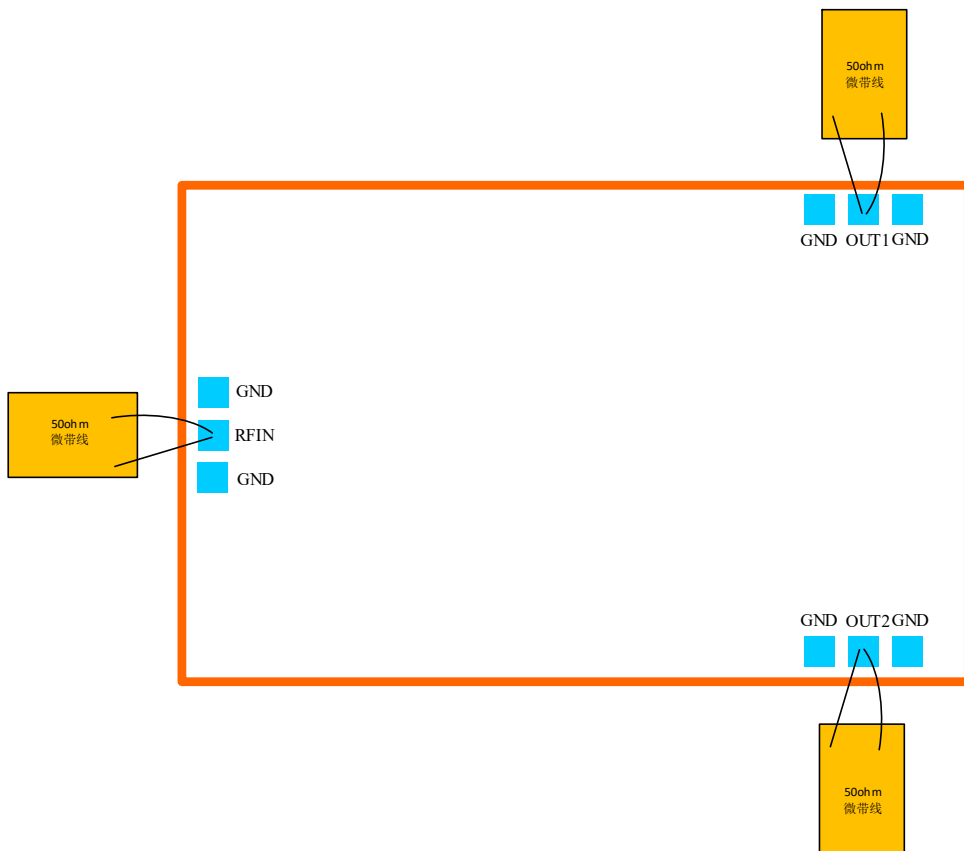 50ohm
微带线
GND OUT1 GND
GND
50ohm
微带线
RFIN
GND
GND OUT2 GND
50ohm
微带线